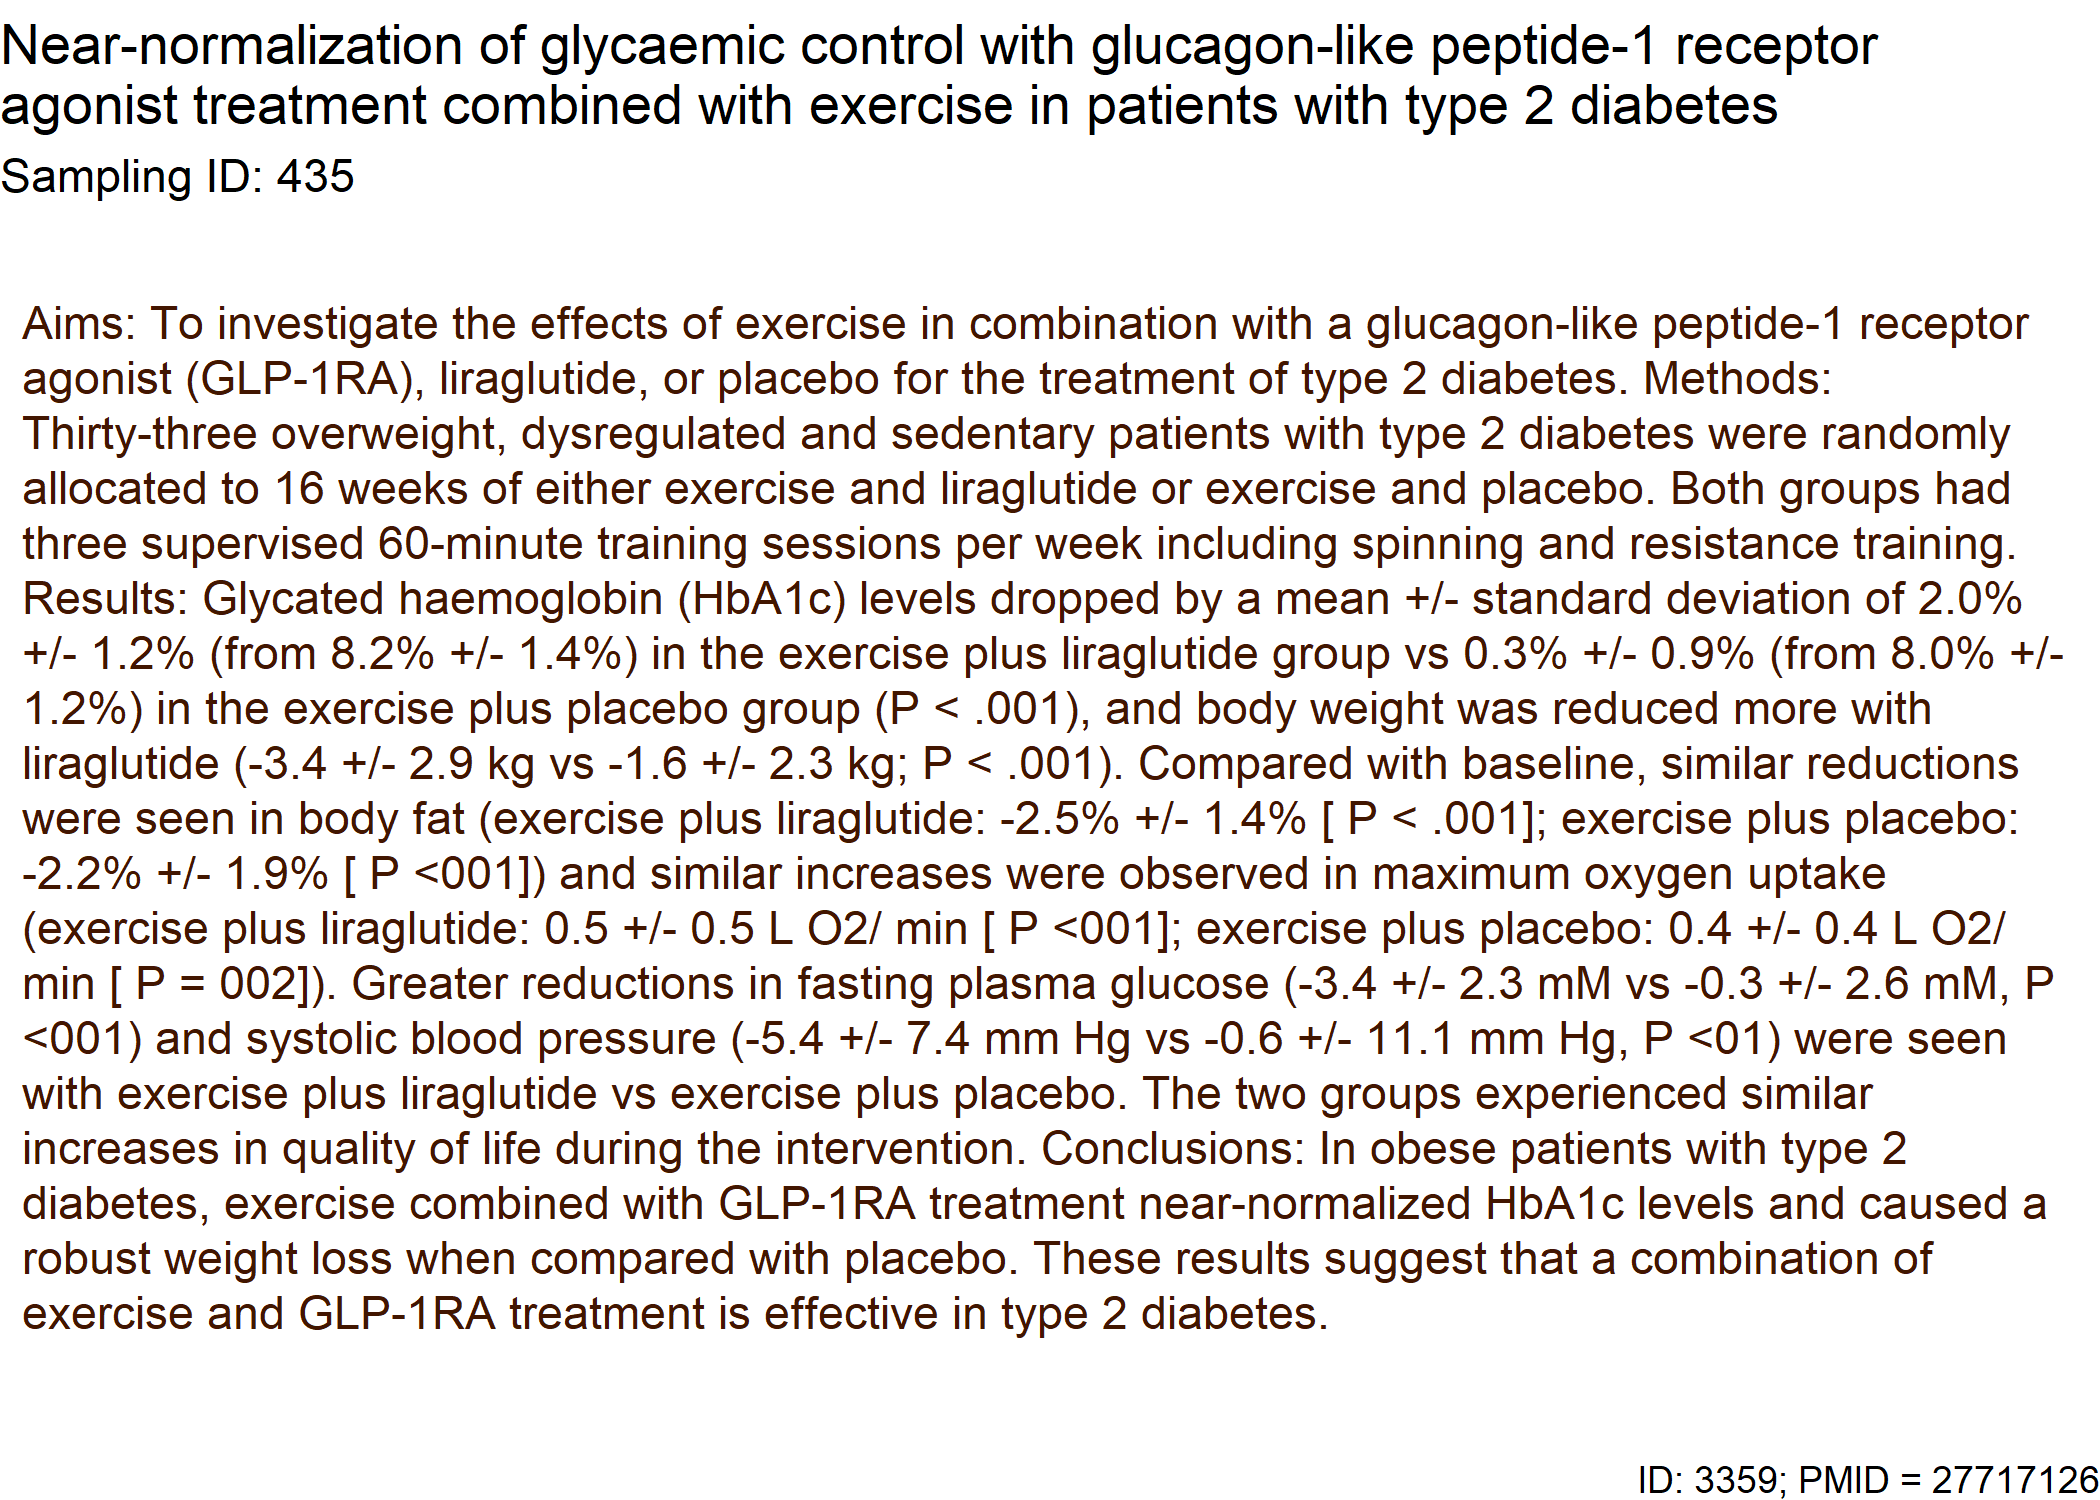 Near-normalization of glycaemic control with glucagon-like peptide-1 receptor
agonist treatment combined with exercise in patients with type 2 diabetes
Sampling ID: 435
Aims: To investigate the effects of exercise in combination with a glucagon-like peptide-1 receptor
agonist (GLP-1RA), liraglutide, or placebo for the treatment of type 2 diabetes. Methods:
Thirty-three overweight, dysregulated and sedentary patients with type 2 diabetes were randomly
allocated to 16 weeks of either exercise and liraglutide or exercise and placebo. Both groups had
three supervised 60-minute training sessions per week including spinning and resistance training.
Results: Glycated haemoglobin (HbA1c) levels dropped by a mean +/- standard deviation of 2.0%
+/- 1.2% (from 8.2% +/- 1.4%) in the exercise plus liraglutide group vs 0.3% +/- 0.9% (from 8.0% +/-
1.2%) in the exercise plus placebo group (P < .001), and body weight was reduced more with
liraglutide (-3.4 +/- 2.9 kg vs -1.6 +/- 2.3 kg; P < .001). Compared with baseline, similar reductions
were seen in body fat (exercise plus liraglutide: -2.5% +/- 1.4% [ P < .001]; exercise plus placebo:
-2.2% +/- 1.9% [ P <001]) and similar increases were observed in maximum oxygen uptake
(exercise plus liraglutide: 0.5 +/- 0.5 L O2/ min [ P <001]; exercise plus placebo: 0.4 +/- 0.4 L O2/
min [ P = 002]). Greater reductions in fasting plasma glucose (-3.4 +/- 2.3 mM vs -0.3 +/- 2.6 mM, P
<001) and systolic blood pressure (-5.4 +/- 7.4 mm Hg vs -0.6 +/- 11.1 mm Hg, P <01) were seen
with exercise plus liraglutide vs exercise plus placebo. The two groups experienced similar
increases in quality of life during the intervention. Conclusions: In obese patients with type 2
diabetes, exercise combined with GLP-1RA treatment near-normalized HbA1c levels and caused a
robust weight loss when compared with placebo. These results suggest that a combination of
exercise and GLP-1RA treatment is effective in type 2 diabetes.
ID: 3359; PMID = 27717126